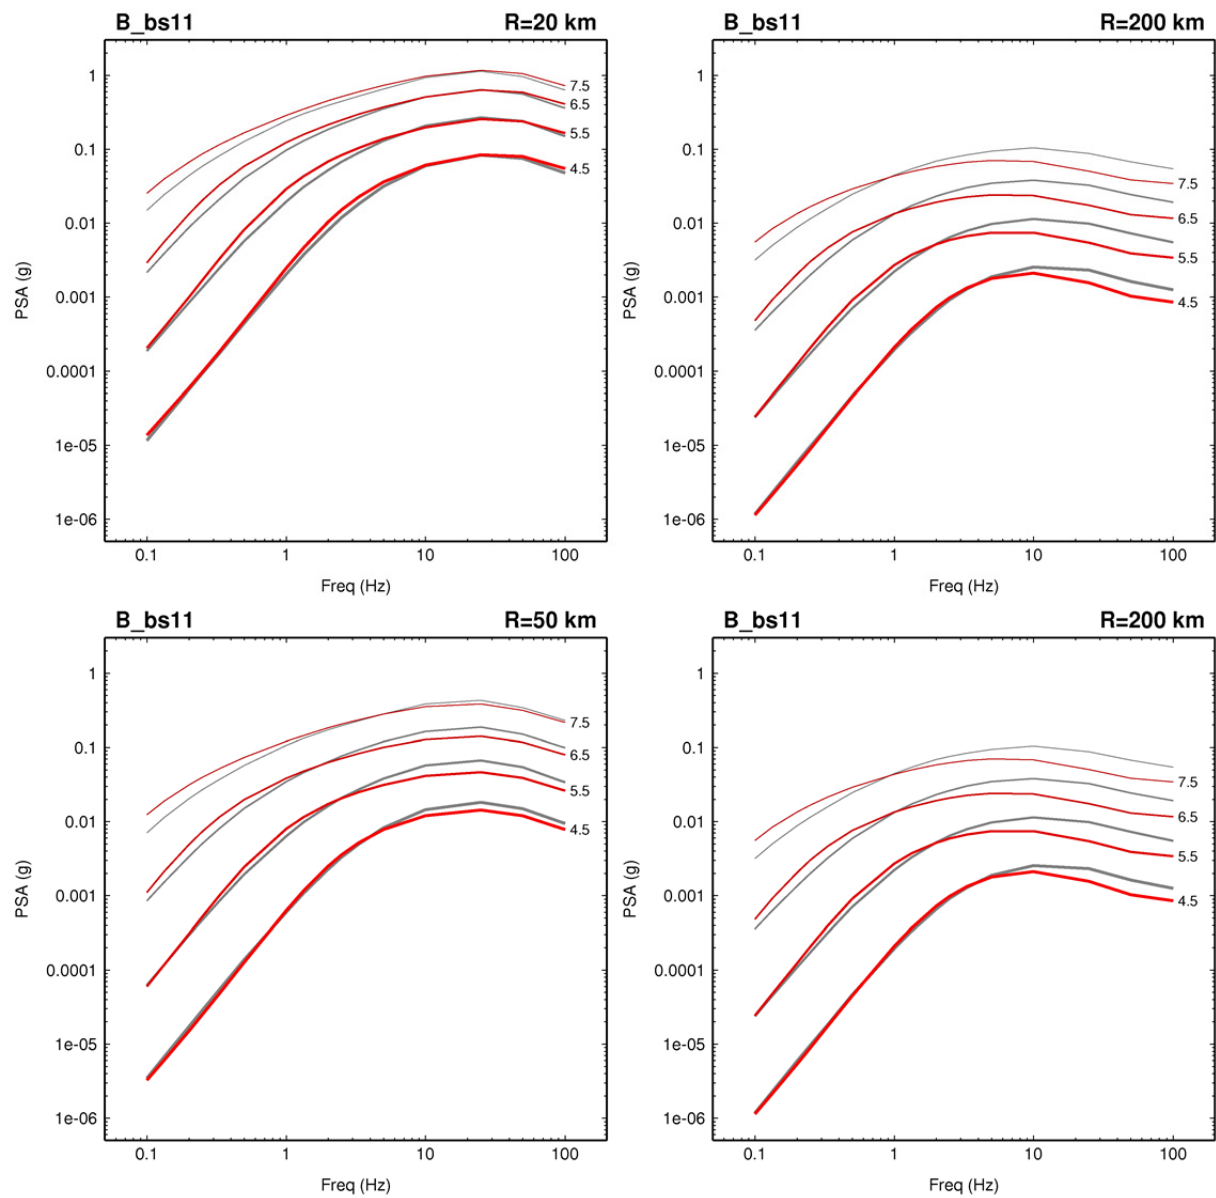 B_bs11 R=20 km
PSA (g)
1
0.1
0.01
0.001
0.0001
1e-05
1e-06
7.5
6.5
5.5
4.5
0.1 1 10 100
Freq (Hz)
B_bs11 R=200 km
PSA (g)
1
0.1
0.01
0.001
0.0001
1e-05
1e-06
7.5
6.5
5.5
4.5
0.1 1 10 100
Freq (Hz)
B_bs11 R=50 km
PSA (g)
1
0.1
0.01
0.001
0.0001
1e-05
1e-06
7.5
6.5
5.5
4.5
0.1 1 10 100
Freq (Hz)
B_bs11 R=200 km
PSA (g)
1
0.1
0.01
0.001
0.0001
1e-05
1e-06
7.5
6.5
5.5
4.5
0.1 1 10 100
Freq (Hz)